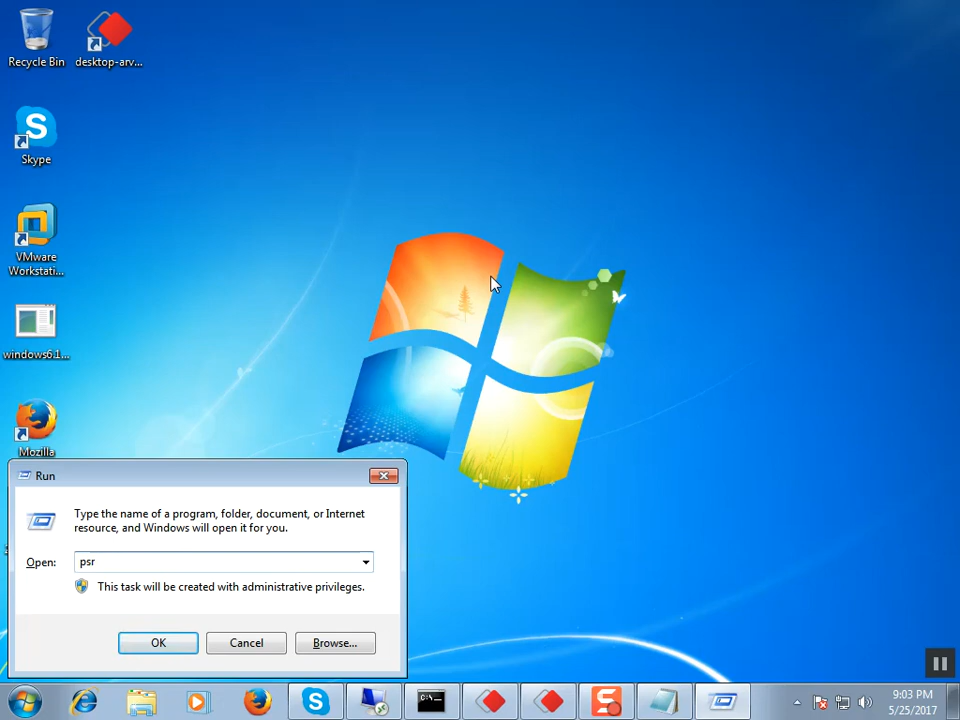 Recycle Bin
desktop-arv...
Skype
VMware
Workstati...
windows6.1...
Mozilla
Run
Type the name of a program, folder, document, or Internet
resource, and Windows will open it for you.
Open:
psr
This task will be created with administrative privileges.
OK
Cancel
Browse...
9:03 PM
5/25/2017